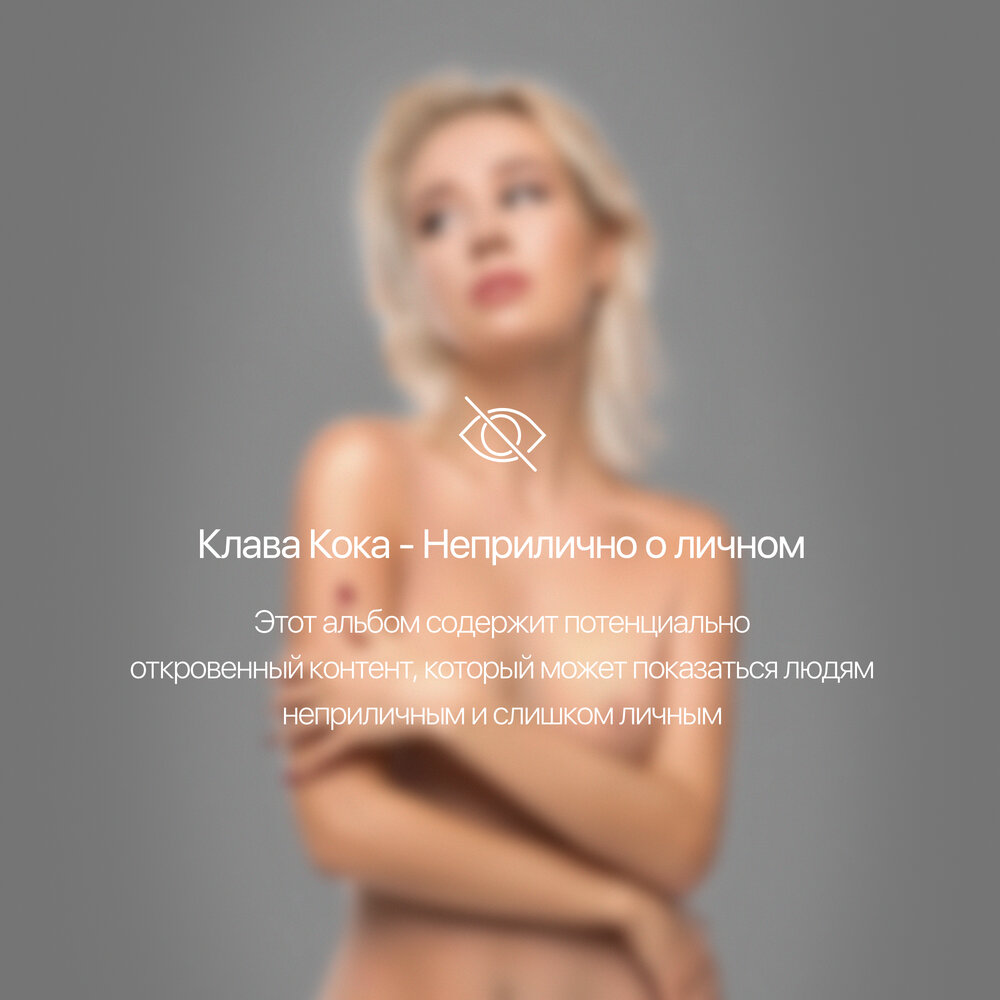 Клава Кока - Неприлично о личном
Этот альбом содержит потенциально
откровенный контент, который может показаться людям
неприличным и слишком личным